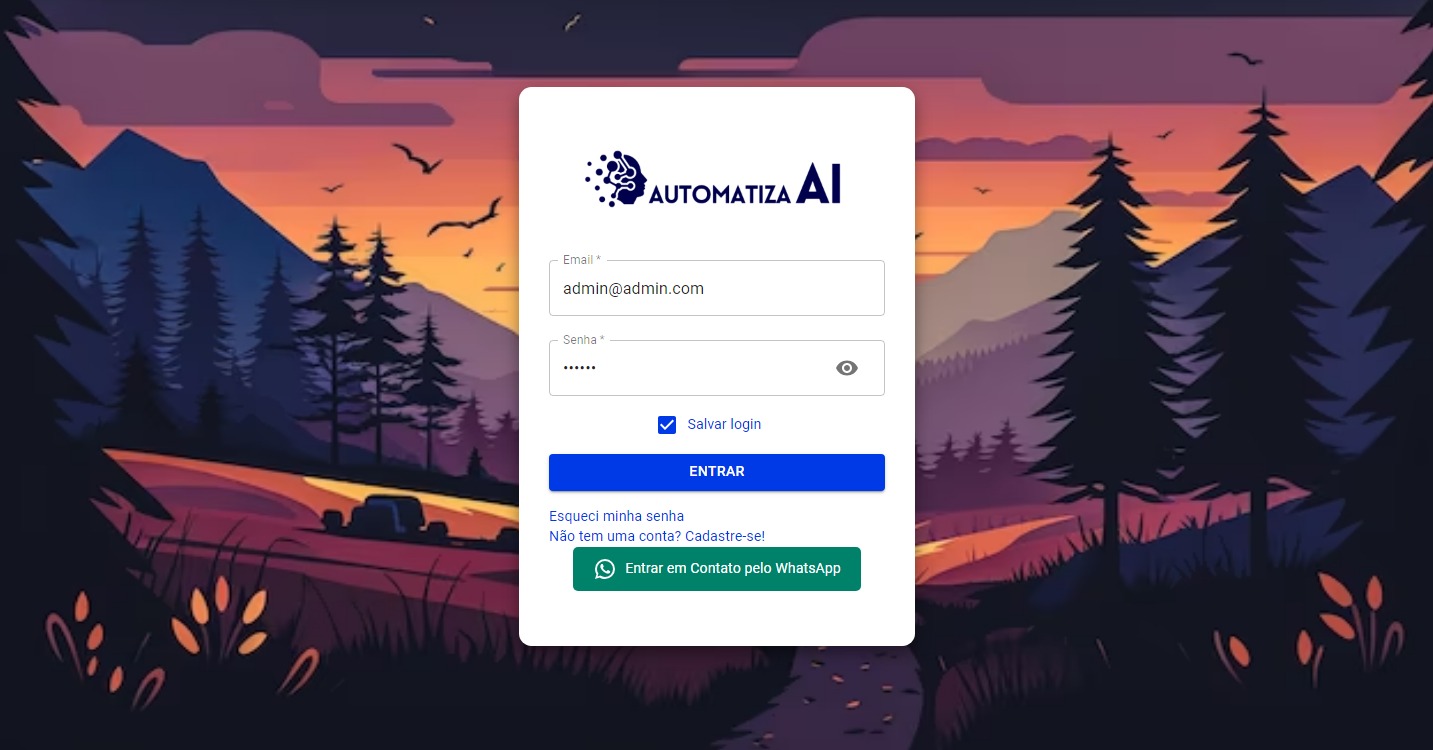 AUTOMATIZA AI
Email *
admin@admin.com
Senha *
••••••
Salvar login
ENTRAR
Esqueci minha senha
Não tem uma conta? Cadastre-se!
Entrar em Contato pelo WhatsApp